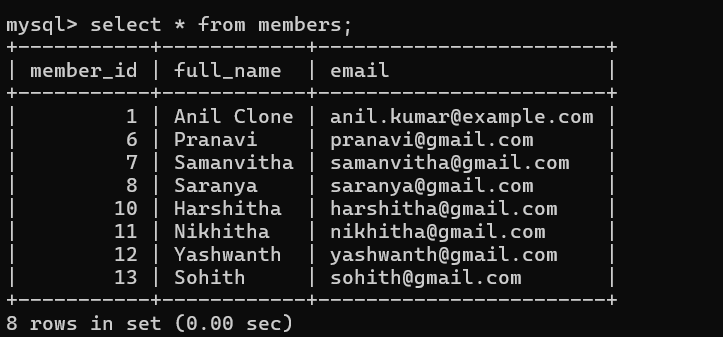 mysql> select * from members;
+-----------+------------+------------------------+
| member_id | full_name  | email                  |
+-----------+------------+------------------------+
|         1 | Anil Clone | anil.kumar@example.com |
|         6 | Pranavi    | pranavi@gmail.com      |
|         7 | Samanvitha | samanvitha@gmail.com   |
|         8 | Saranya    | saranya@gmail.com      |
|        10 | Harshitha  | harshitha@gmail.com    |
|        11 | Nikhitha   | nikhitha@gmail.com     |
|        12 | Yashwanth  | yashwanth@gmail.com    |
|        13 | Sohith     | sohith@gmail.com       |
+-----------+------------+------------------------+
8 rows in set (0.00 sec)